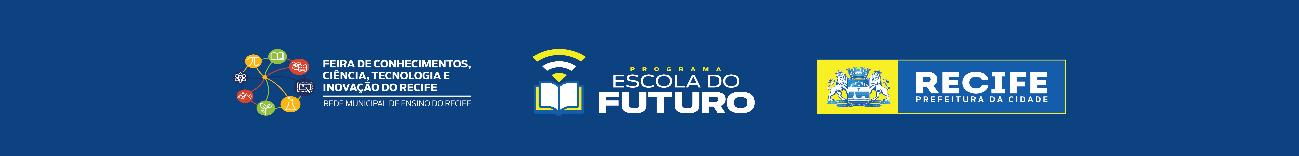 FEIRA DE CONHECIMENTOS,
CIÊNCIA, TECNOLOGIA E
INOVAÇÃO DO RECIFE
REDE MUNICIPAL DE ENSINO DO RECIFE
PROGRAMA
ESCOLA DO
FUTURO
RECIFE
PREFEITURA DA CIDADE